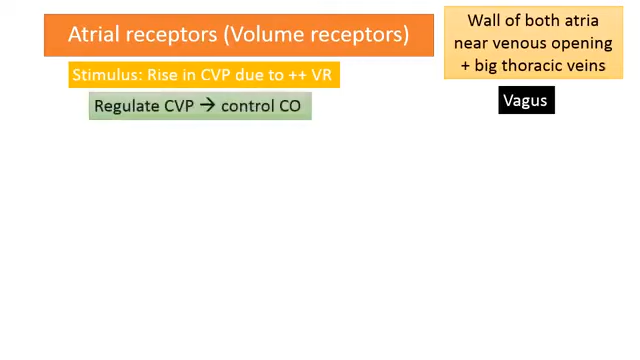 Atrial receptors (Volume receptors)
Stimulus: Rise in CVP due to ++ VR
Regulate CVP → control CO
Wall of both atria
near venous opening
+ big thoracic veins
Vagus